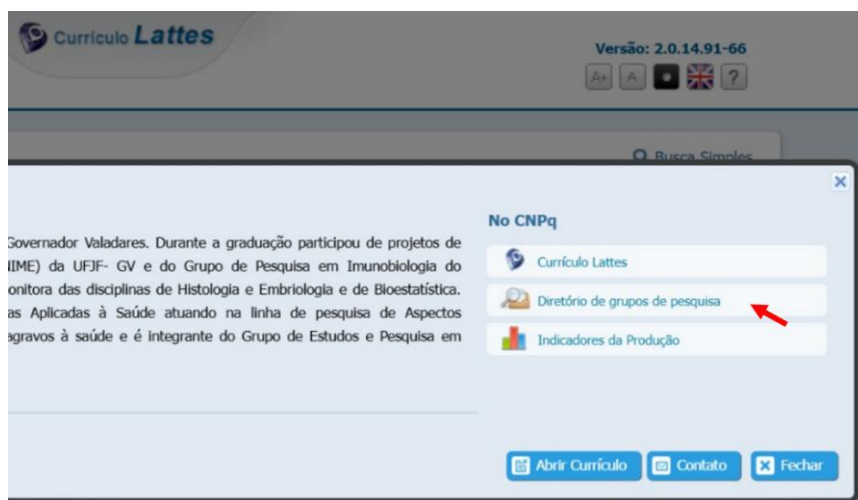 Currículo Lattes
Versão: 2.0.14.91-66
A+ A ?
Busca Simples
Governador Valadares. Durante a graduação participou de projetos de
IIME) da UFJF- GV e do Grupo de Pesquisa em Imunobiologia do
onitora das disciplinas de Histologia e Embriologia e de Bioestatística.
as Aplicadas à Saúde atuando na linha de pesquisa de Aspectos
agravos à saúde e é integrante do Grupo de Estudos e Pesquisa em
No CNPq
Currículo Lattes
Diretório de grupos de pesquisa
Indicadores da Produção
Abrir Currículo
Contato
Fechar